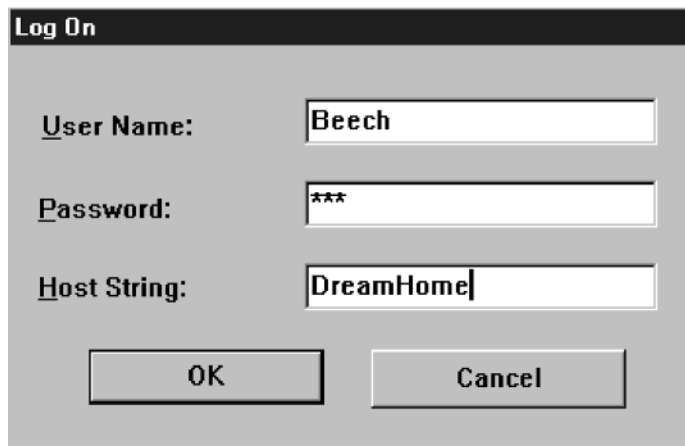 Log On
User Name: Beech
Password: ***
Host String: DreamHome
OK Cancel